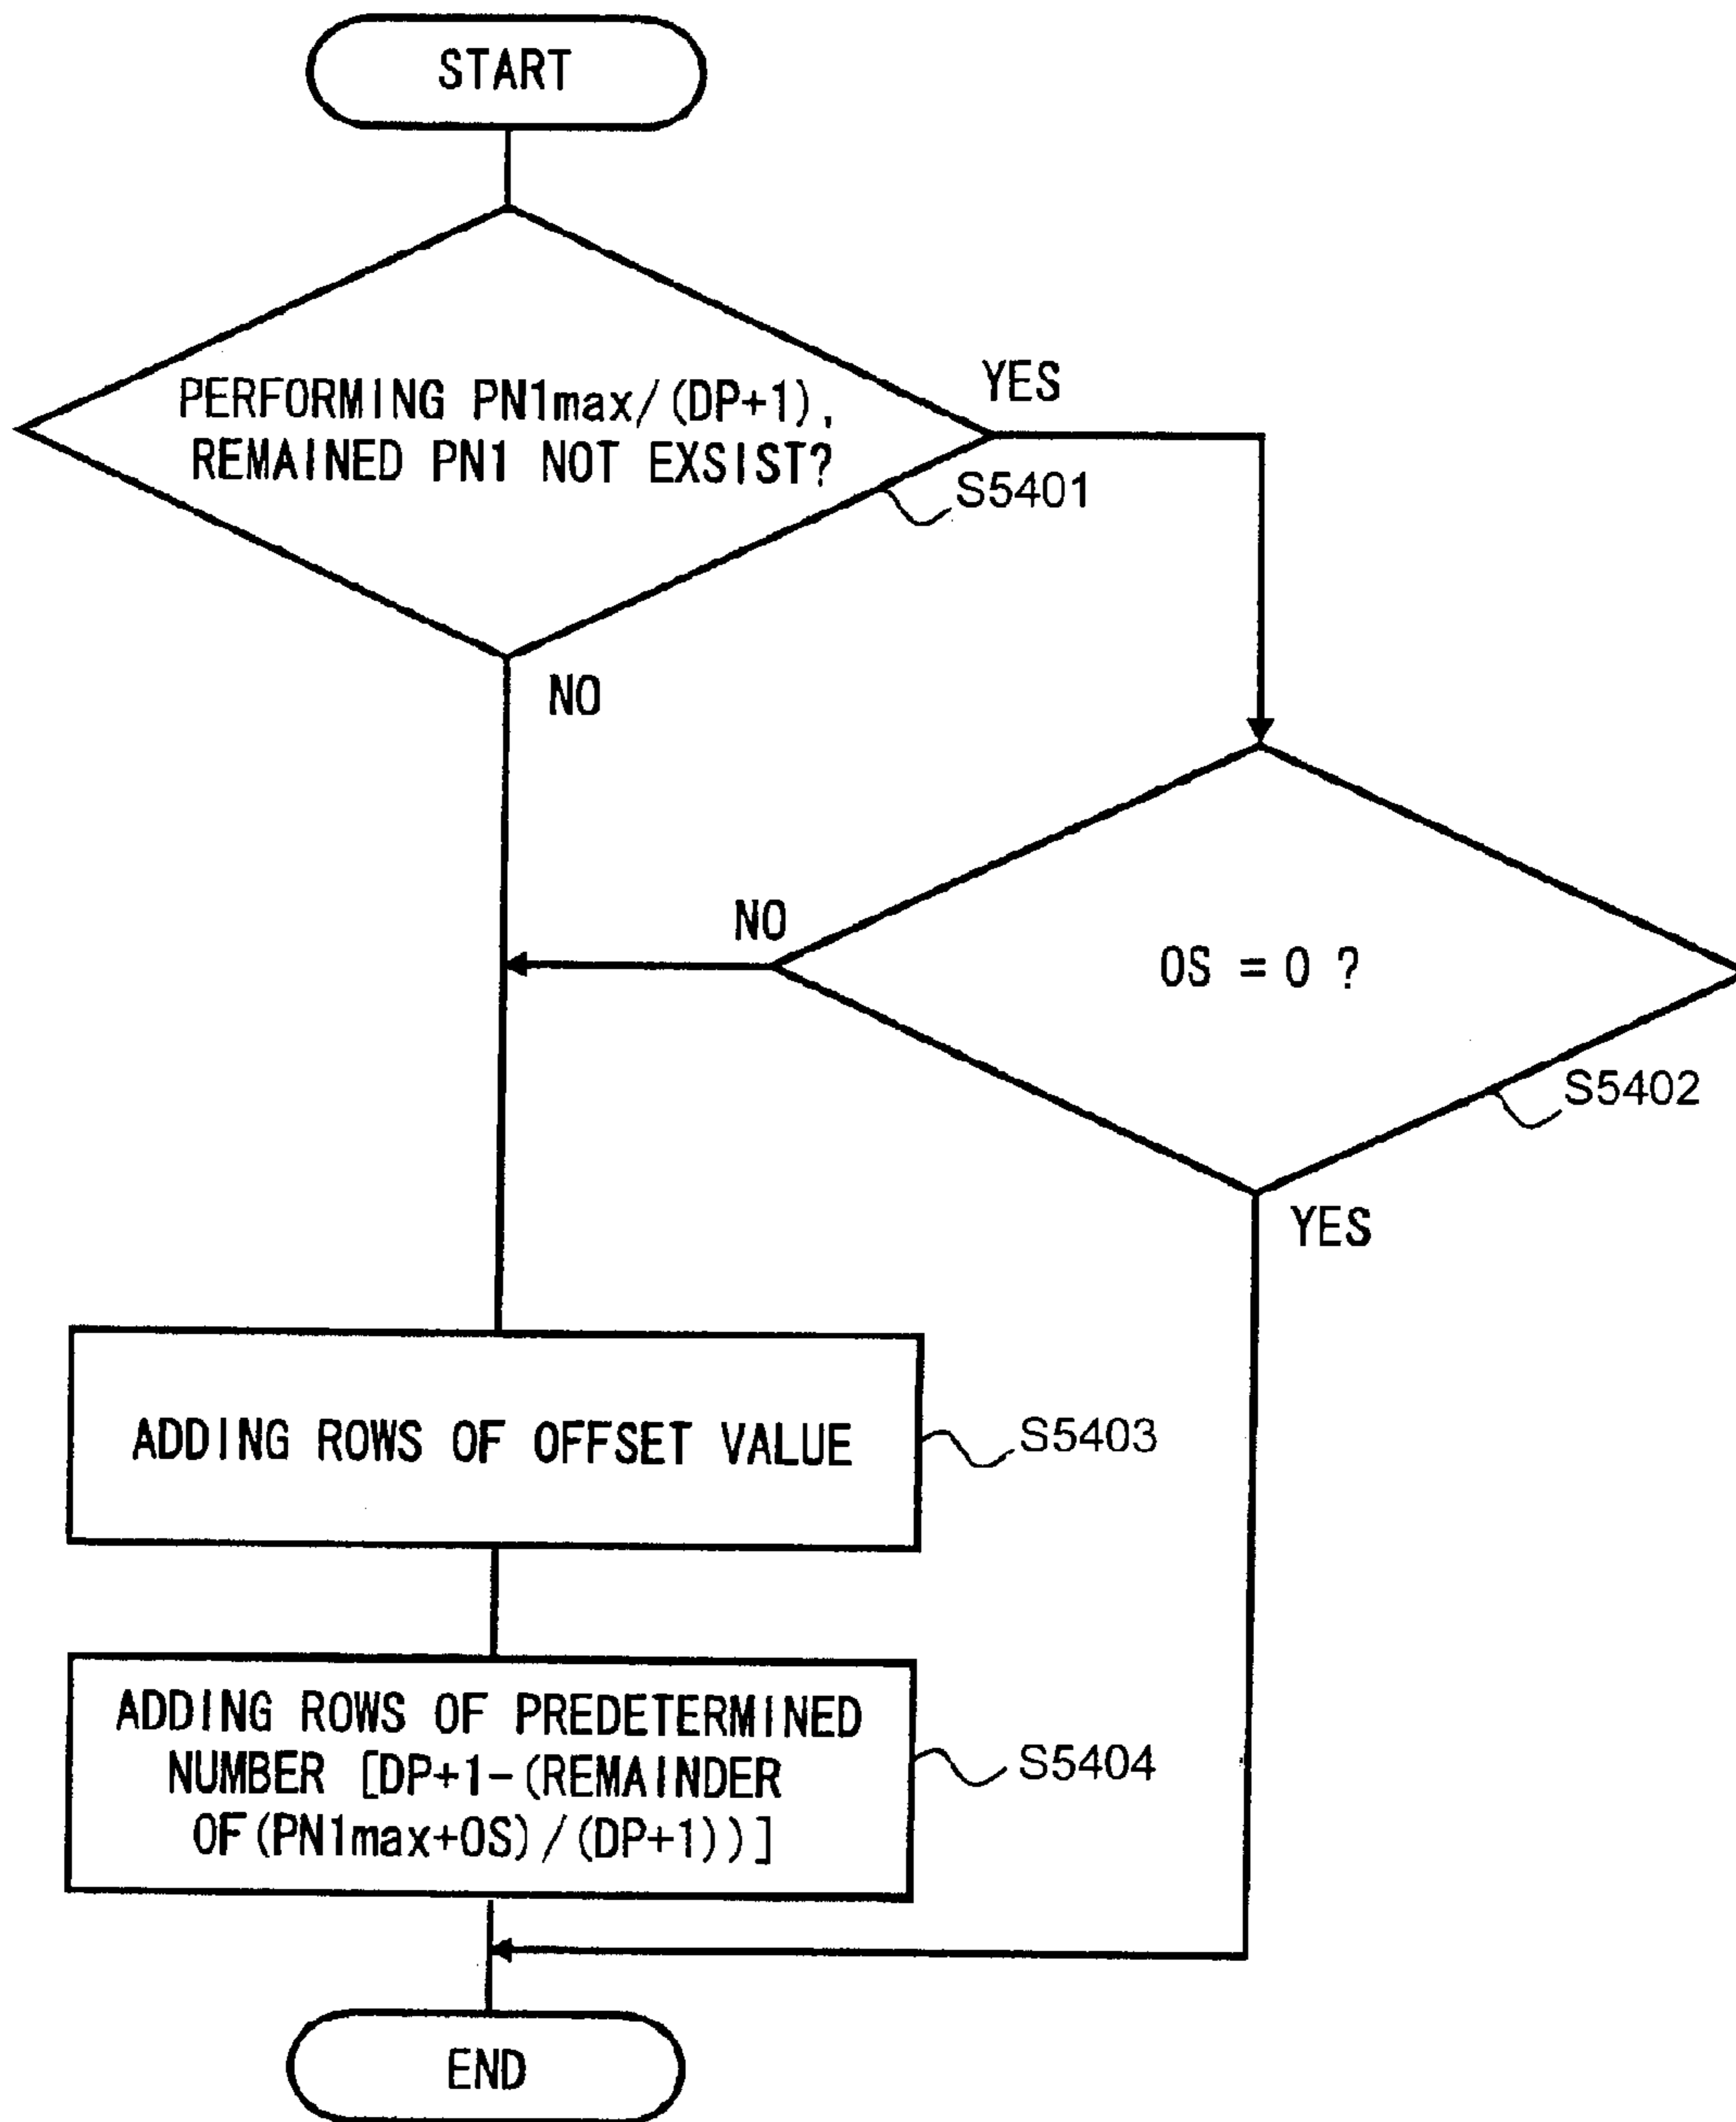 START
PERFORMING PN1max/(DP+1),
REMAINED PN1 NOT EXSIST?
YES
S5401
NO
NO
OS = 0 ?
S5402
YES
ADDING ROWS OF OFFSET VALUE
S5403
ADDING ROWS OF PREDETERMINED
NUMBER [DP+1-(REMAINDER
OF(PN1max+OS)/(DP+1))]
S5404
END